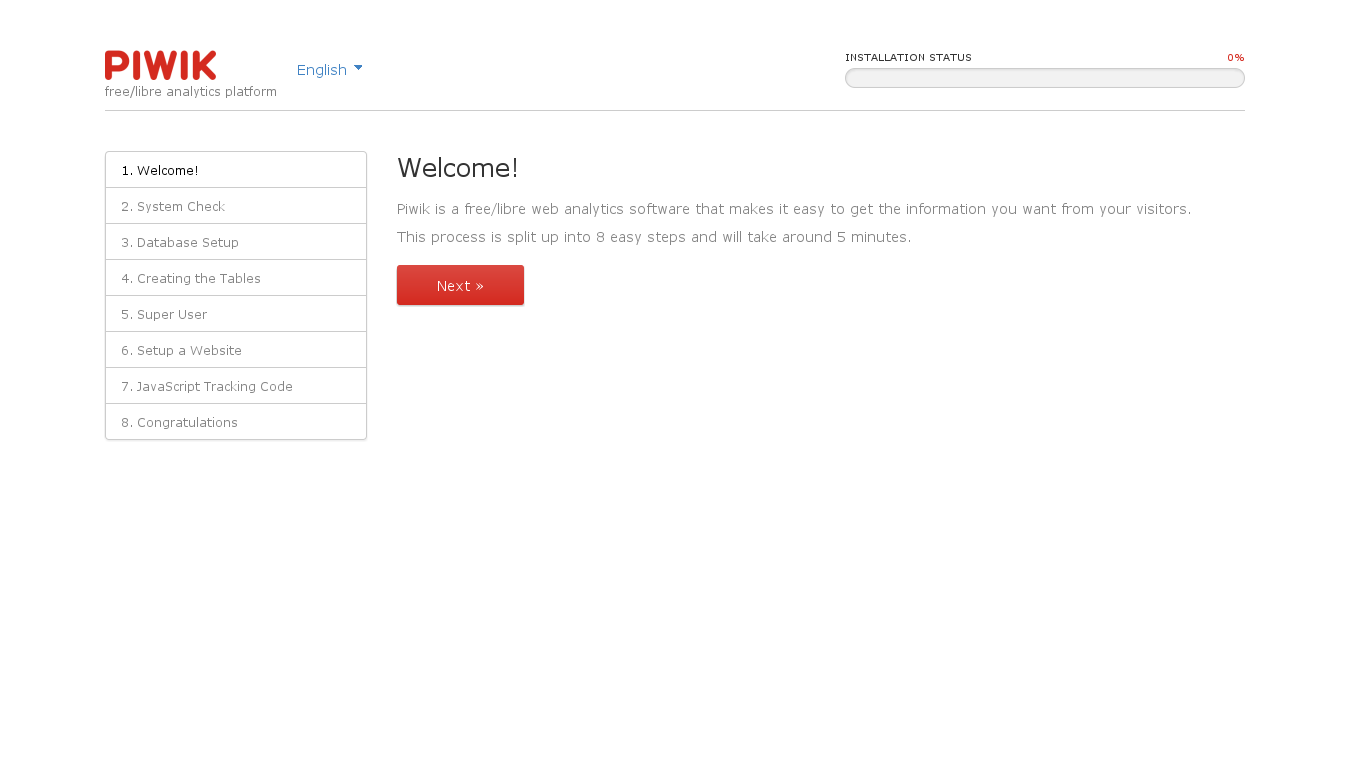 PIWIK
free/libre analytics platform
English
INSTALLATION STATUS
0%
1. Welcome!
2. System Check
3. Database Setup
4. Creating the Tables
5. Super User
6. Setup a Website
7. JavaScript Tracking Code
8. Congratulations
Welcome!
Piwik is a free/libre web analytics software that makes it easy to get the information you want from your visitors.
This process is split up into 8 easy steps and will take around 5 minutes.
Next »